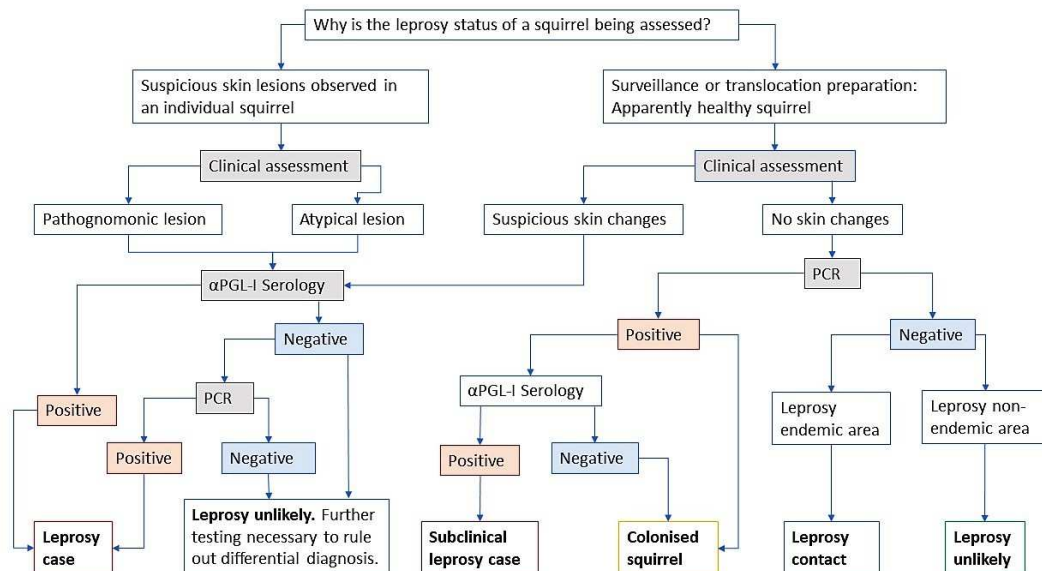 Why is the leprosy status of a squirrel being assessed?
Suspicious skin lesions observed in
an individual squirrel
Surveillance or translocation preparation:
Apparently healthy squirrel
Clinical assessment
Clinical assessment
Pathognomonic lesion
Atypical lesion
Suspicious skin changes
No skin changes
αPGL-I Serology
PCR
Negative
Positive
Negative
PCR
αPGL-I Serology
Positive
Leprosy
endemic area
Leprosy non-
endemic area
Positive
Negative
Positive
Negative
Leprosy
case
Leprosy unlikely. Further
testing necessary to rule
out differential diagnosis.
Subclinical
leprosy case
Colonised
squirrel
Leprosy
contact
Leprosy
unlikely